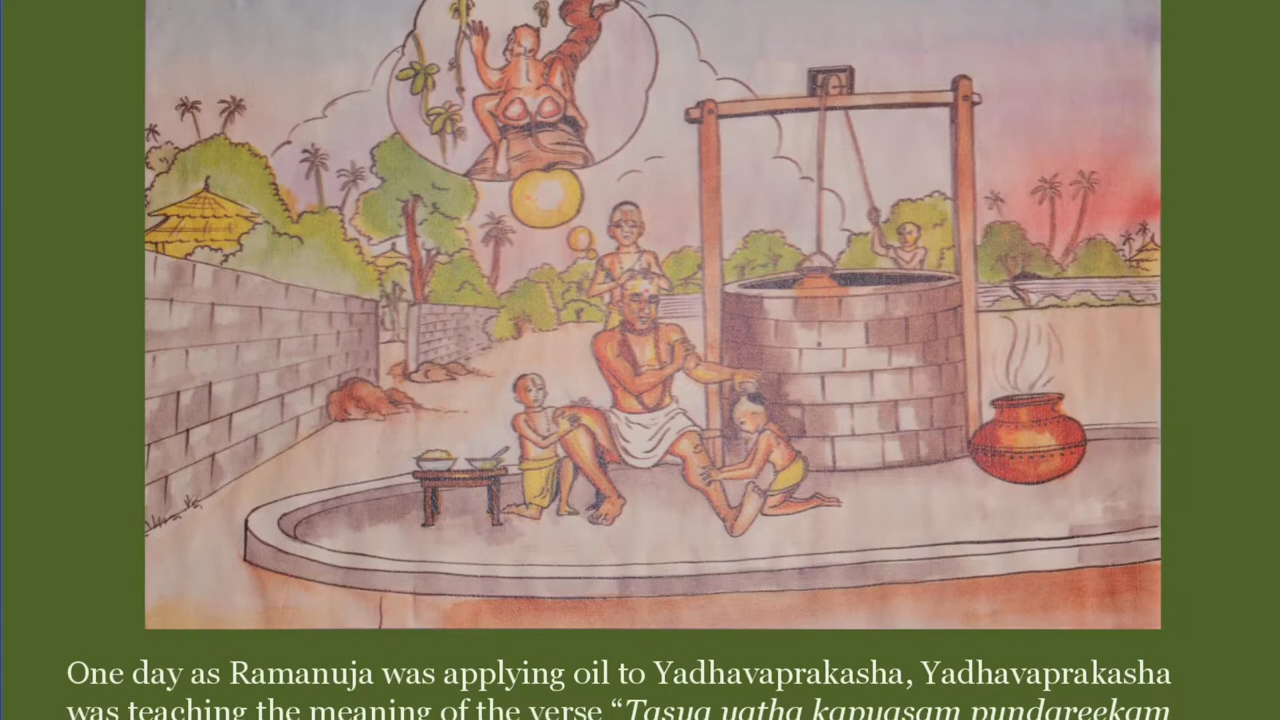 One day as Ramanuja was applying oil to Yadhavaprakasha, Yadhavaprakasha
was teaching the meaning of the verse “Tasya yatha kapyasam pundareekam